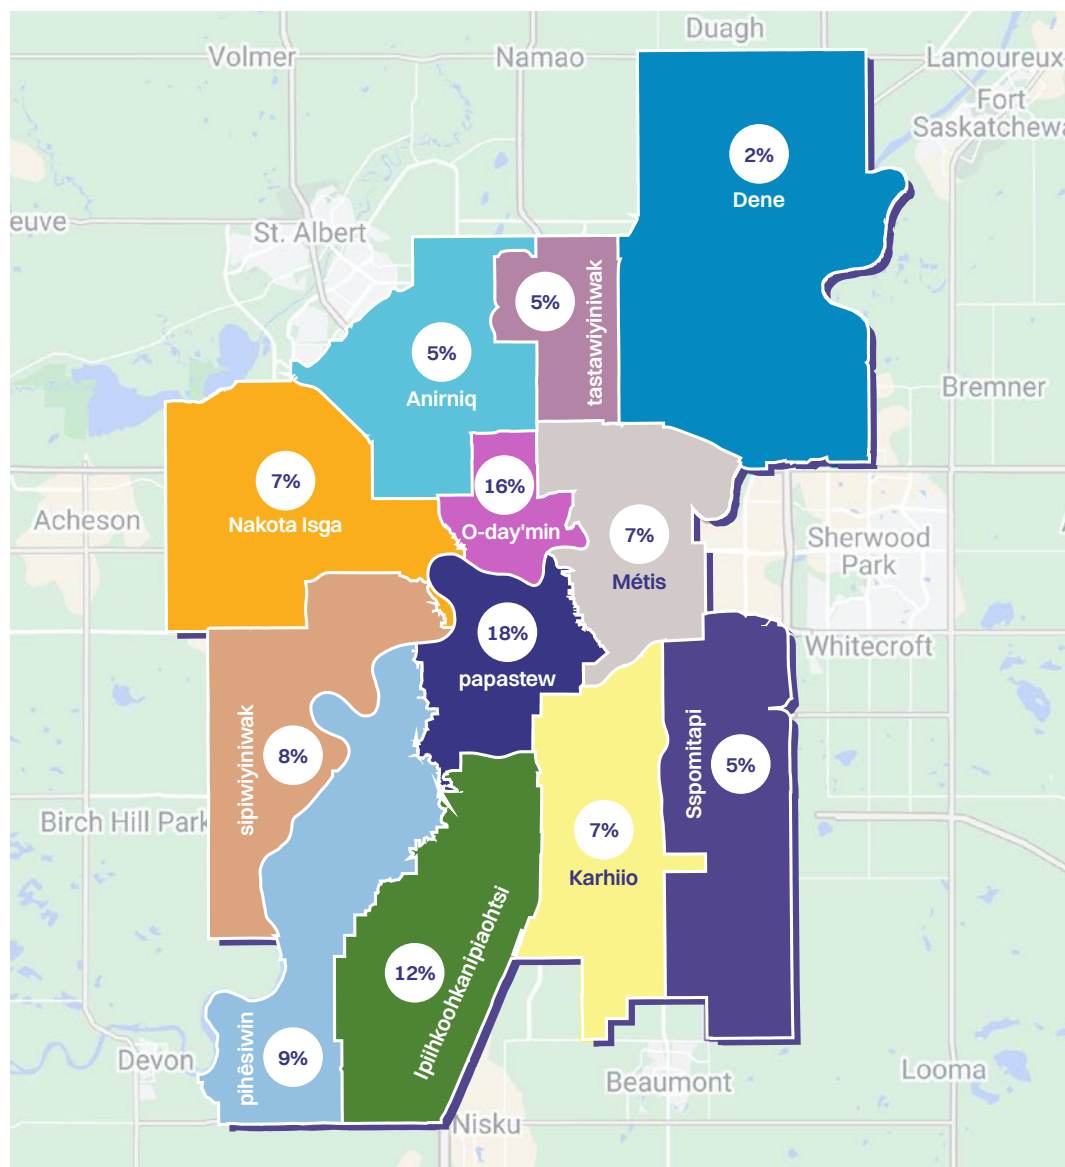 Duagh
Volmer
Namao
Lamoureux
Fort
Saskatchewa
2%
Dene
euve
St. Albert
5%
tastawiyiniwak
5%
Anirniq
Bremner
7%
Nakota Isga
16%
O-day'min
Acheson
7%
Métis
Sherwood
Park
18%
papastew
Whitecroft
sipiwiyiniwak
8%
Sspomitapi
5%
Birch Hill Park
7%
Karhiio
12%
Ipiihkoohkanipiaohtsi
pihêsiwin
9%
Devon
Beaumont
Looma
Nisku